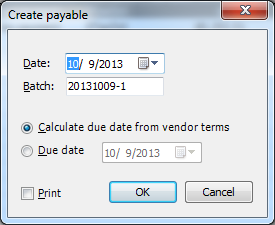 Create payable
Date: 10/ 9/2013
Batch: 20131009-1
Calculate due date from vendor terms
Due date 10/ 9/2013
Print OK Cancel